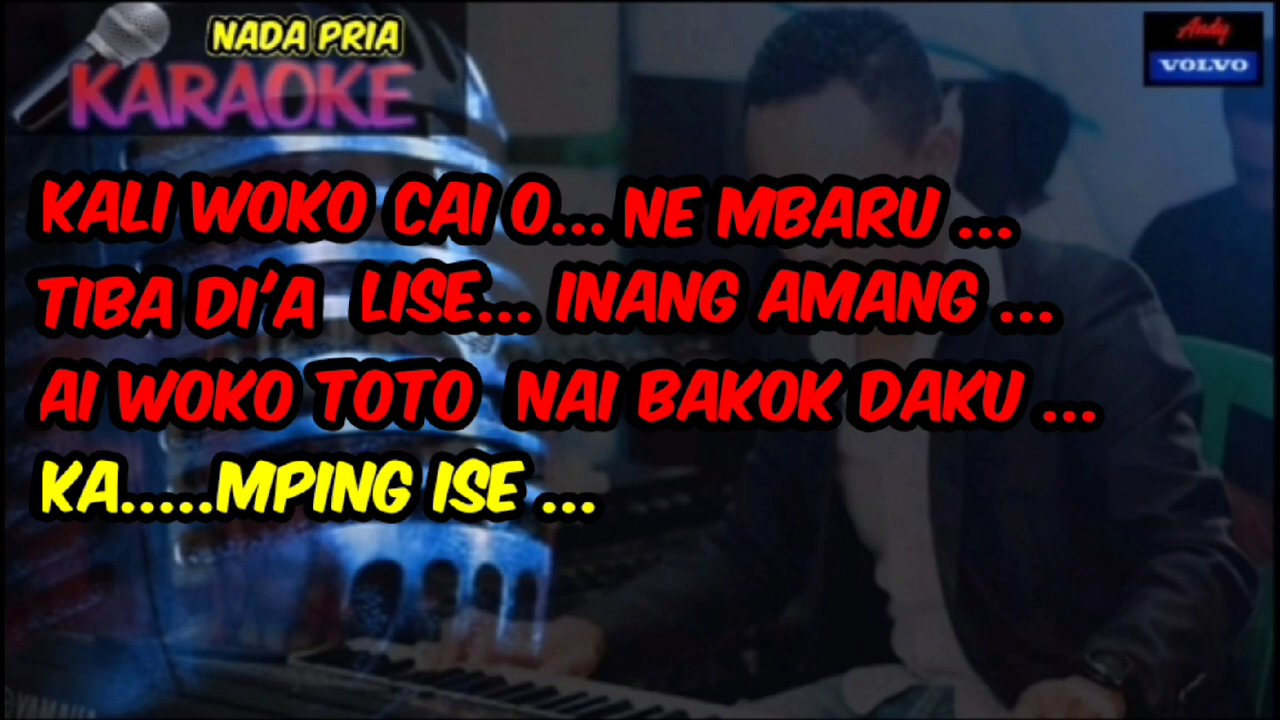 NADA PRIA
KARAOKE
Andy
VOLVO
KALI WOKO CAI O... NE MBARU ...
TIBA DI'A LISE... INANG AMANG ...
AI WOKO TOTO NAI BAKOK DAKU ...
KA.....MPING ISE ...
YAMAHA